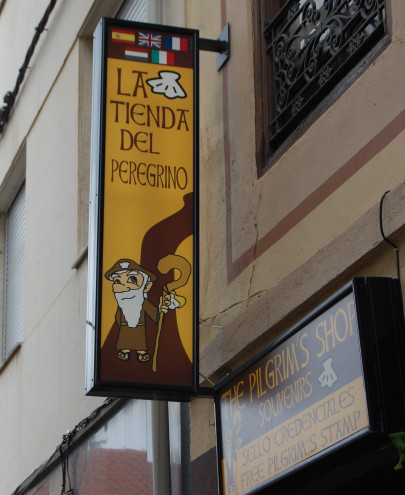 LA
TIENDA
DEL
PEREGRINO
THE PILGRIM'S SHOP
SOUVENIRS
SELLO CREDENCIALES
FREE PILGRIM,S STAMP